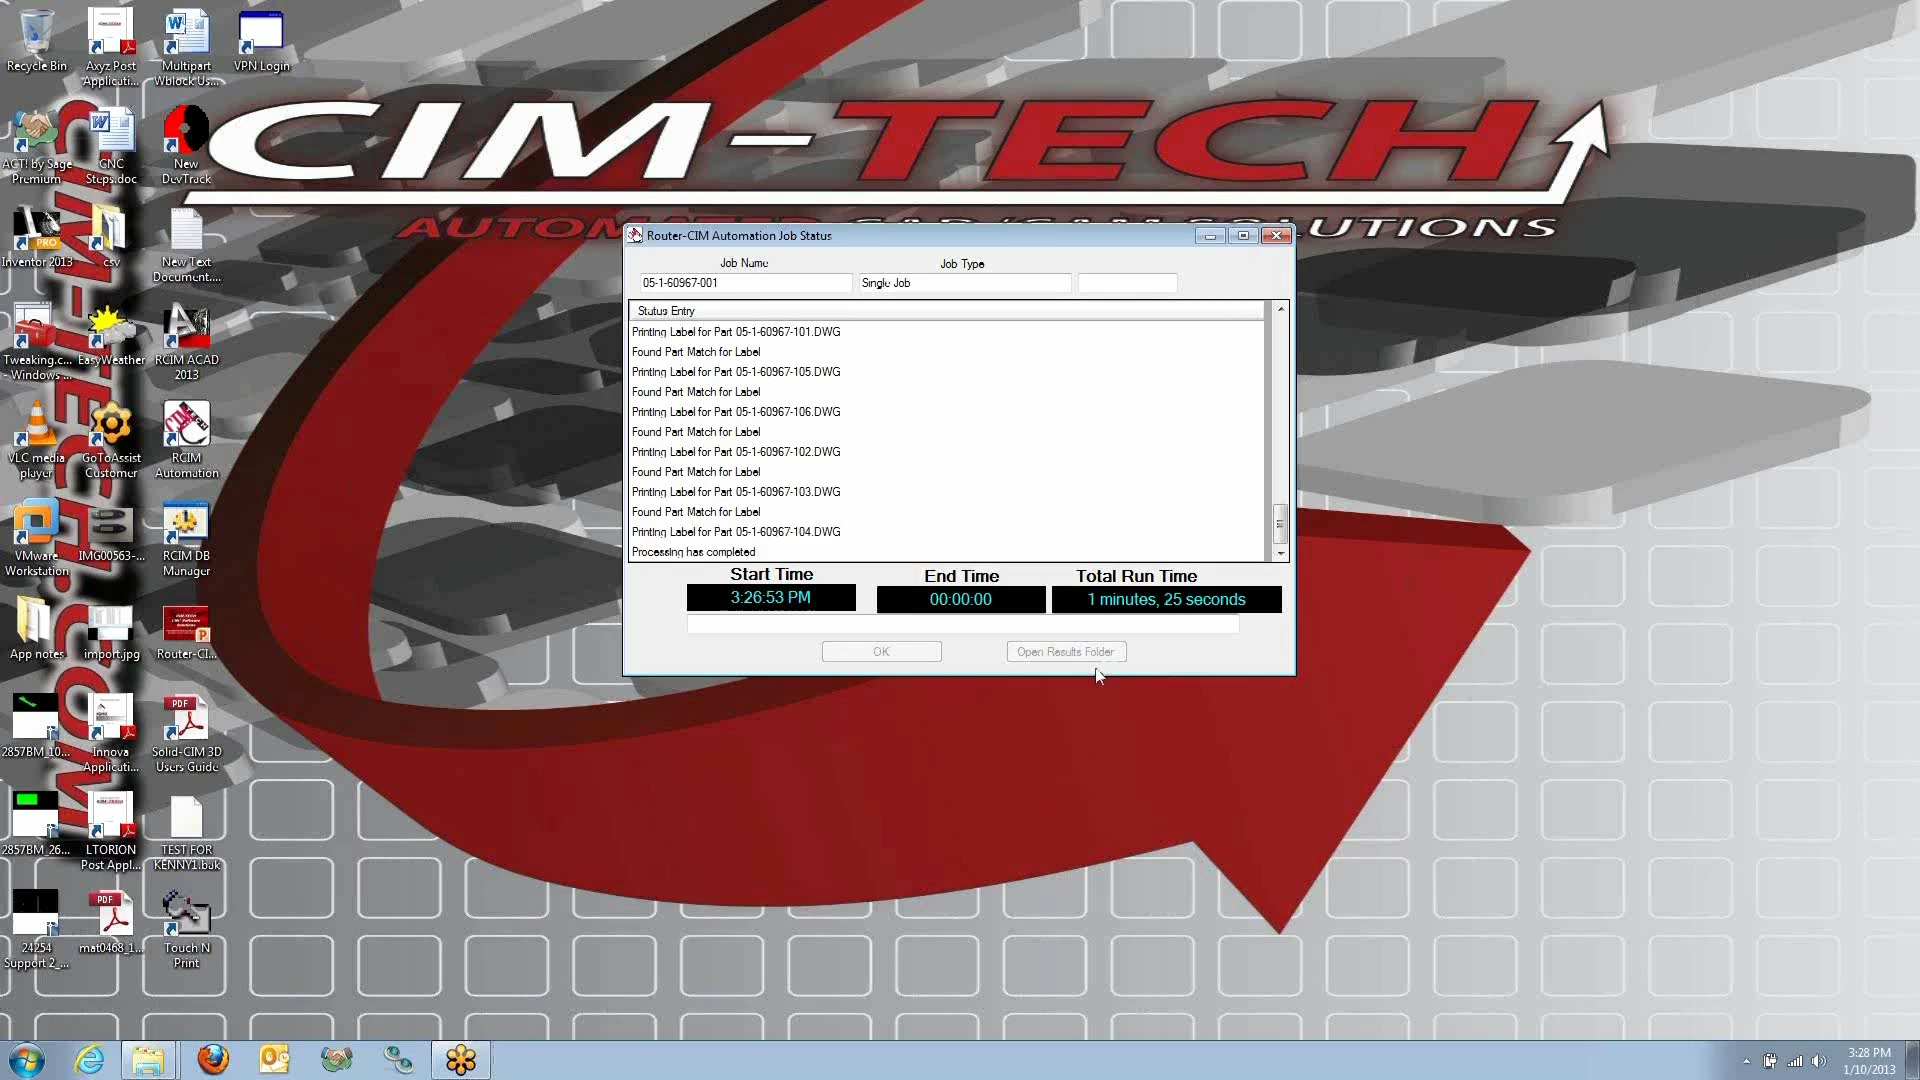 CIM-TECH
CIM-TECH.COM
Recycle Bin
Axyz Post
Applicati...
Multipart
Wblock Us...
VPN Login
ACT! by Sage
Premium
GNC
Steps.doc
New
DevTrack
PRO
Inventor 2013
csv
New Text
Document....
Tweaking.c...
- Windows ...
EasyWeather
RCIM ACAD
2013
VLC media
player
GoToAssist
Customer
RCIM
Automation
VMware
Workstation
IMG00563-...
RCIM DB
Manager
App notes
import.jpg
Router-CI...
2857BM_10...
Innova
Applicati...
PDF
Solid-CIM 3D
Users Guide
2857BM_26...
LTORION
Post Appl...
TEST FOR
KENNY1.bak
24254
Support 2_...
PDF
mat0468_1...
Touch N
Print
Router-CIM Automation Job Status
Job Name
Job Type
05-1-60967-001
Single Job
Status Entry
Printing Label for Part 05-1-60967-101.DWG
Found Part Match for Label
Printing Label for Part 05-1-60967-105.DWG
Found Part Match for Label
Printing Label for Part 05-1-60967-106.DWG
Found Part Match for Label
Printing Label for Part 05-1-60967-102.DWG
Found Part Match for Label
Printing Label for Part 05-1-60967-103.DWG
Found Part Match for Label
Printing Label for Part 05-1-60967-104.DWG
Processing has completed
Start Time
End Time
Total Run Time
3:26:53 PM
00:00:00
1 minutes, 25 seconds
OK
Open Results Folder
3:28 PM
1/10/2013